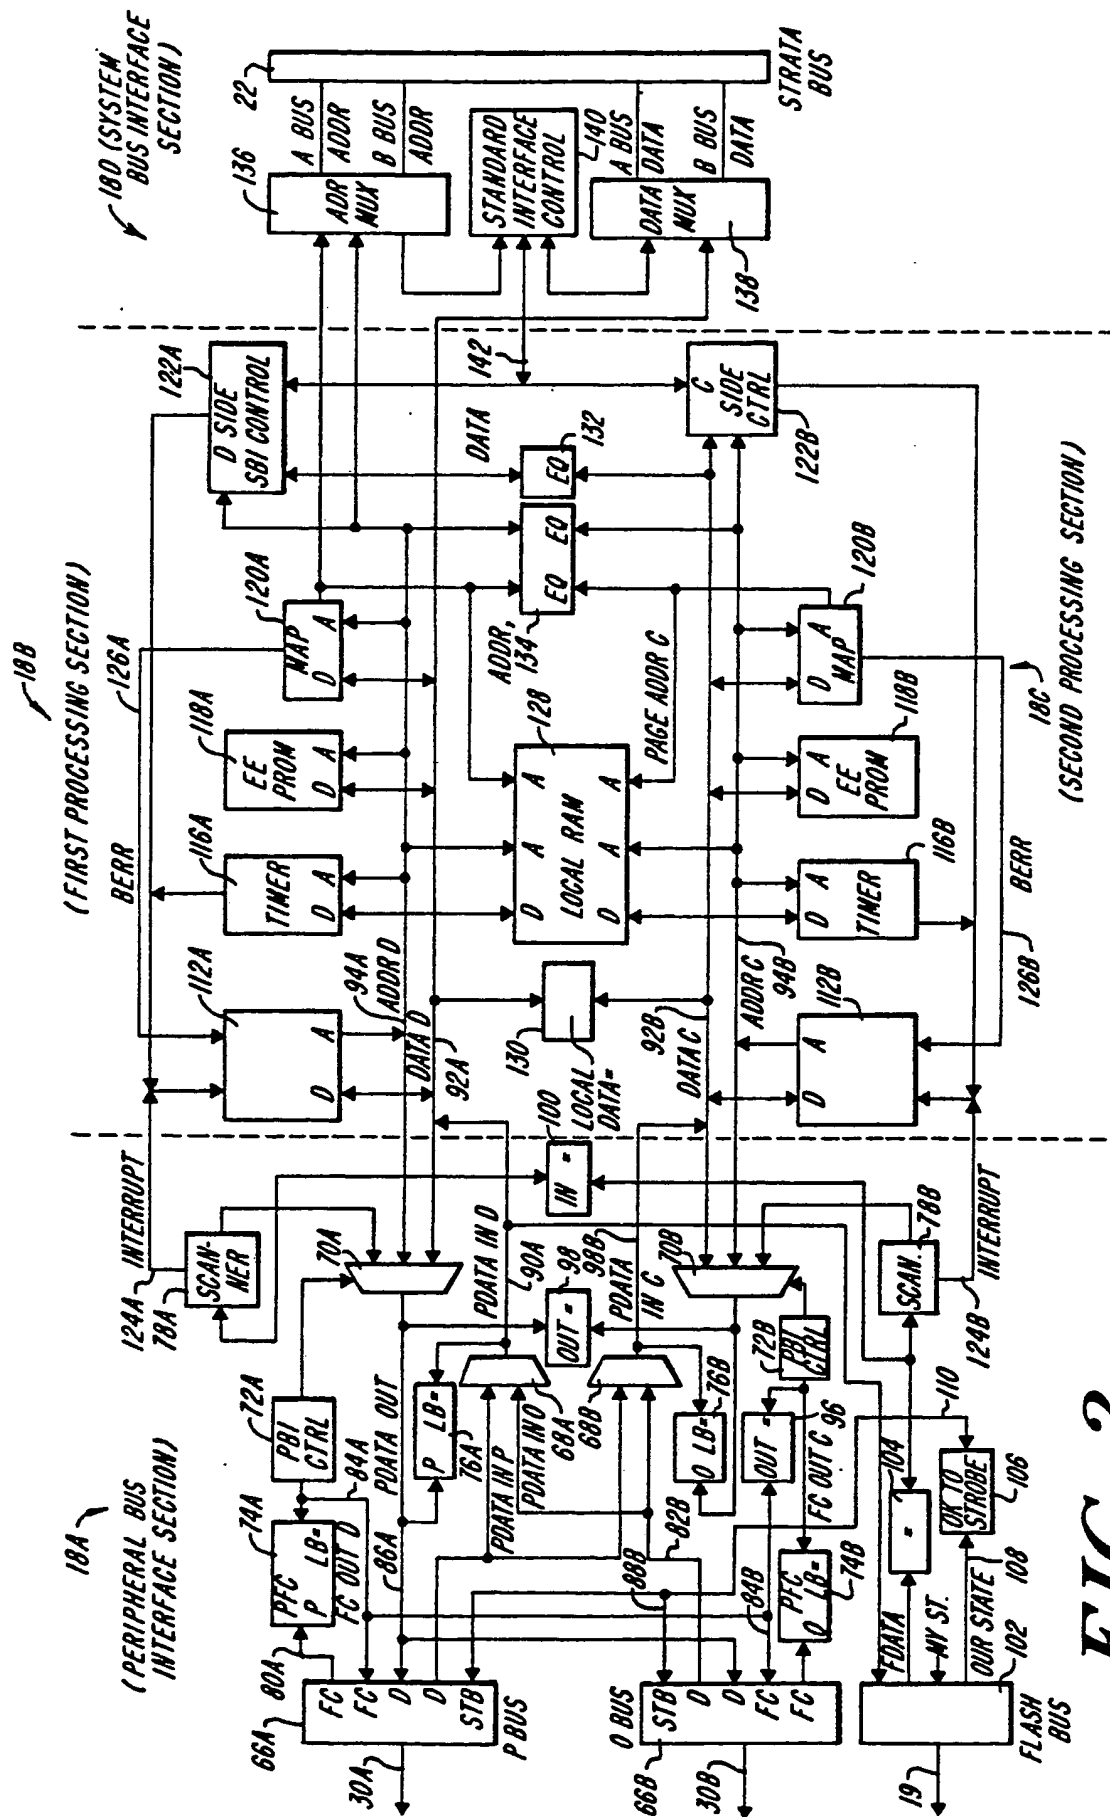 18A
(PERIPHERAL BUS
INTERFACE SECTION)
18B
(FIRST PROCESSING SECTION)
18D (SYSTEM
BUS INTERFACE
SECTION)
124A
INTERRUPT
78A
SCAN-
NER
BERR
126A
112A
D A
116A
TIMER
D A
118A
EE
PROM
D A
120A
MAP
D A
122A
D SIDE
SBI CONTROL
136
ADR
MUX
22
A BUS
ADDR
B BUS
ADDR
STANDARD
INTERFACE
CONTROL
140
A BUS
DATA
B BUS
DATA
DATA
MUX
138
STRATA
BUS
142
66A
80A
FC
FC
D
D
STB
P BUS
30A
74A
PFC
P LB=
FC OUT D
72A
PBI
CTRL
84A
86A
PDATA OUT
70A
P LB=
76A
PDATA IN P
PDATA IN O
68A
68B
PDATA IN D
90A
OUT =
98
98B
PDATA
IN C
IN =
100
94A
ADDR D
DATA D
92A
130
LOCAL
DATA=
128
LOCAL RAM
D A A
D A A
ADDR,
134
EQ EQ
DATA
132
EQ
PAGE ADDR C
92B
DATA C
ADDR C
94B
C
SIDE
CTRL
122B
O BUS
66B
STB
D
D
FC
FC
30B
88B
82B
84B
PFC
O LB=
74B
O LB=
76B
OUT =
96
FC OUT C
72B
PBI
CTRL
70B
SCAN.
78B
INTERRUPT
124B
112B
D A
116B
TIMER
D A
118B
EE
PROM
D A
120B
MAP
D A
BERR
126B
18C
(SECOND PROCESSING SECTION)
19
FLASH
BUS
102
FDATA
MY ST.
OUR STATE
108
=
104
OK TO
STROBE
106
110
FIG. 2